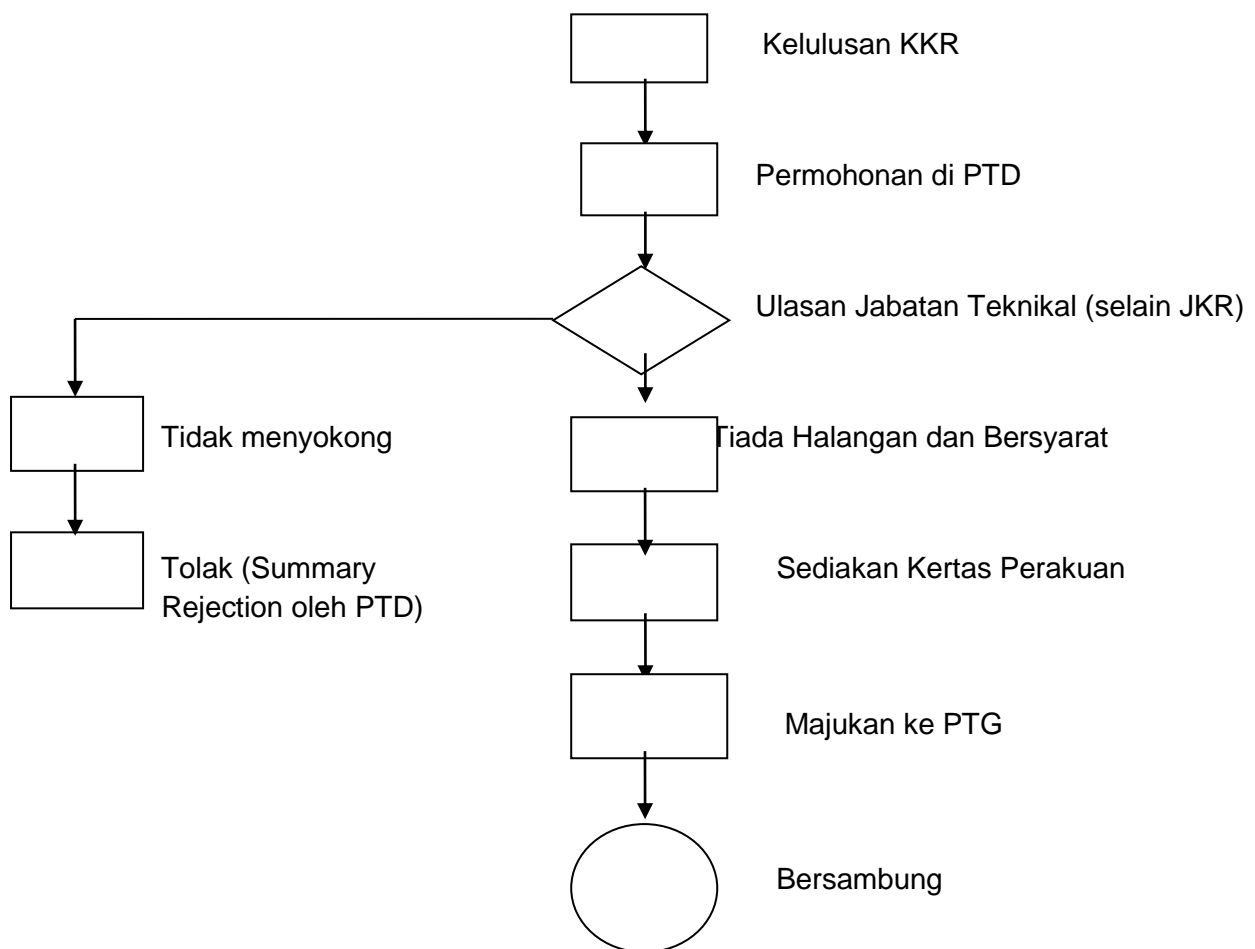 Kelulusan KKR
Permohonan di PTD
Ulasan Jabatan Teknikal (selain JKR)
Tidak menyokong
Tiada Halangan dan Bersyarat
Tolak (Summary
Rejection oleh PTD)
Sediakan Kertas Perakuan
Majukan ke PTG
Bersambung